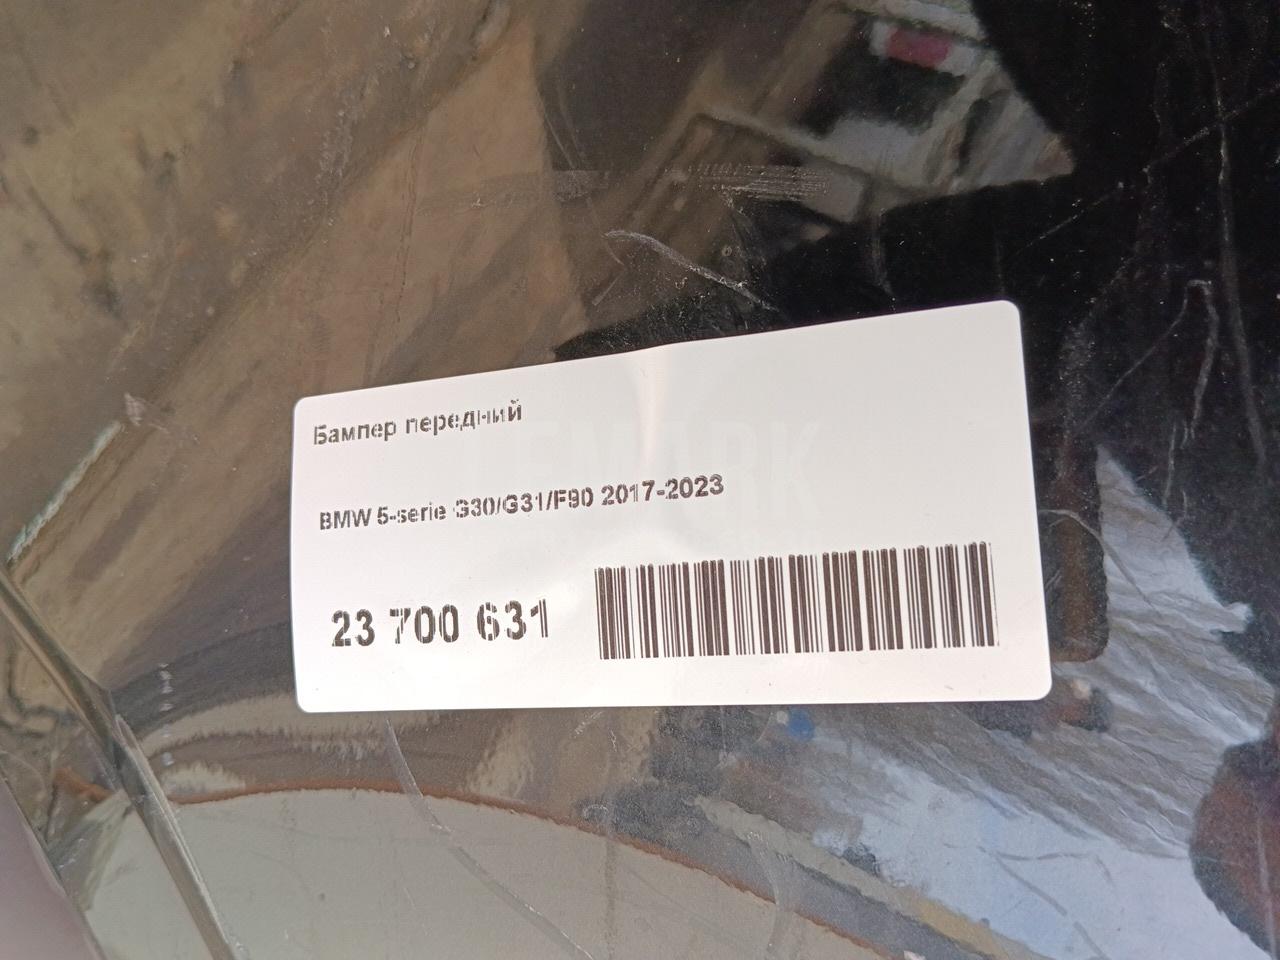 Бампер передний
BMW 5-serie G30/G31/F90 2017-2023
23 700 631